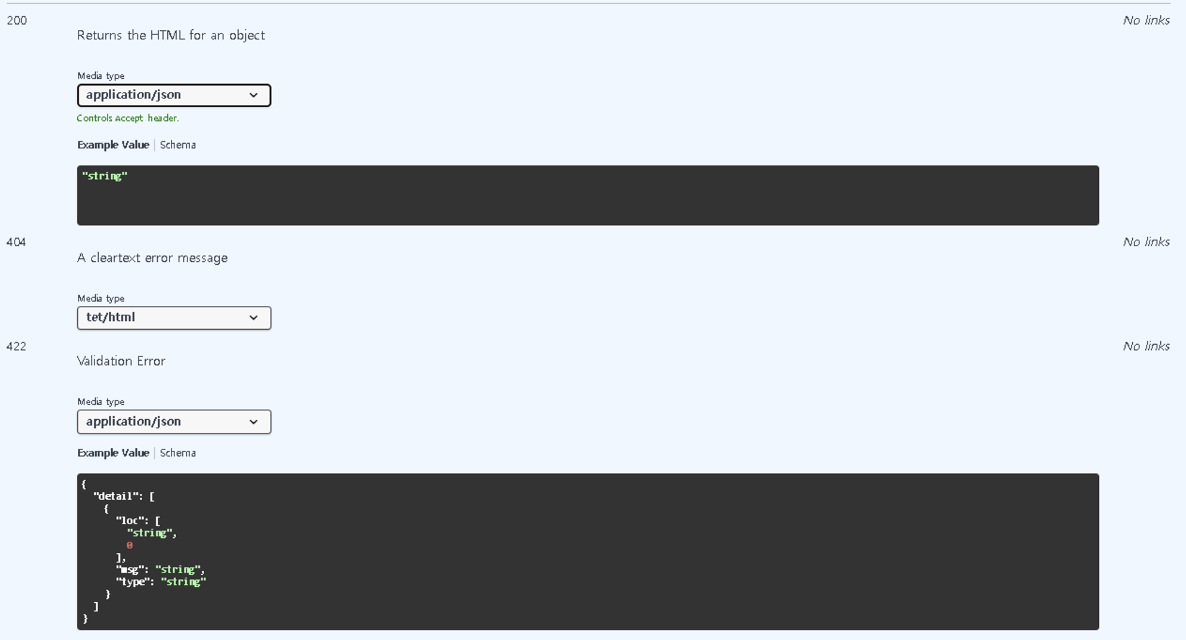 200
No links
Returns the HTML for an object
Media type
application/json
Controls Accept header.
Example Value | Schema
"string"
404
No links
A cleartext error message
Media type
tet/html
422
No links
Validation Error
Media type
application/json
Example Value | Schema
{
"detail": [
{
"loc": [
"string",
0
],
"msg": "string",
"type": "string"
}
]
}